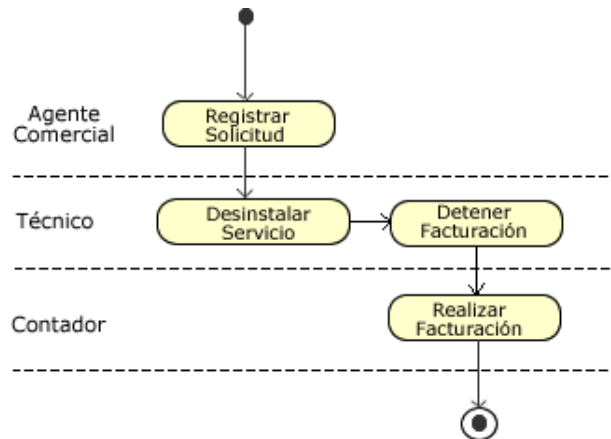 Agente
Comercial
Registrar
Solicitud
Técnico
Desinstalar
Servicio
Detener
Facturación
Contador
Realizar
Facturación